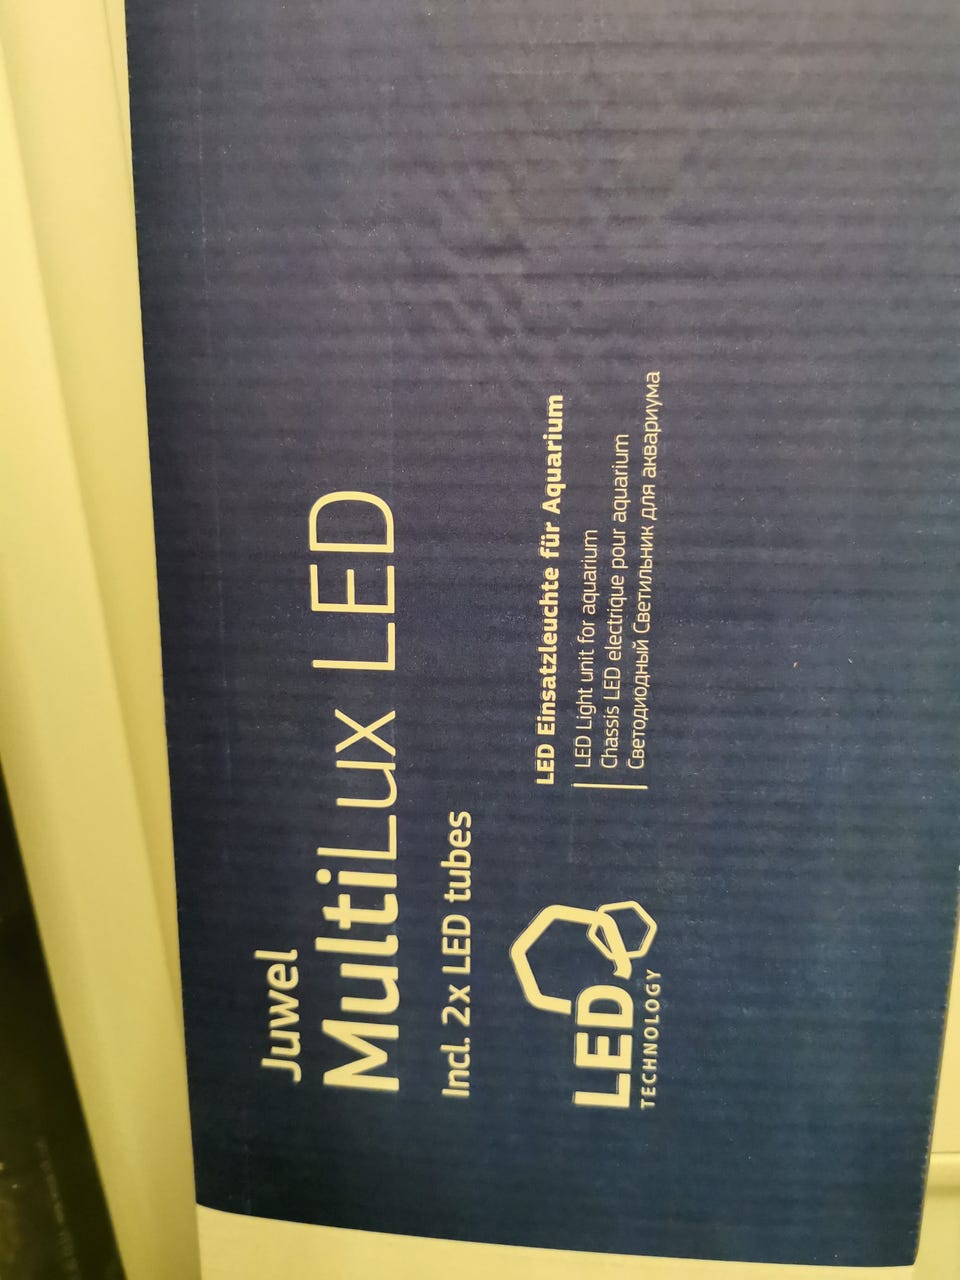 Juwel
MultiLux LED
Incl. 2x LED tubes
LED
TECHNOLOGY
LED Einsatzleuchte für Aquarium
LED Light unit for aquarium
Chassis LED electrique pour aquarium
Светодиодный Светильник для аквариума